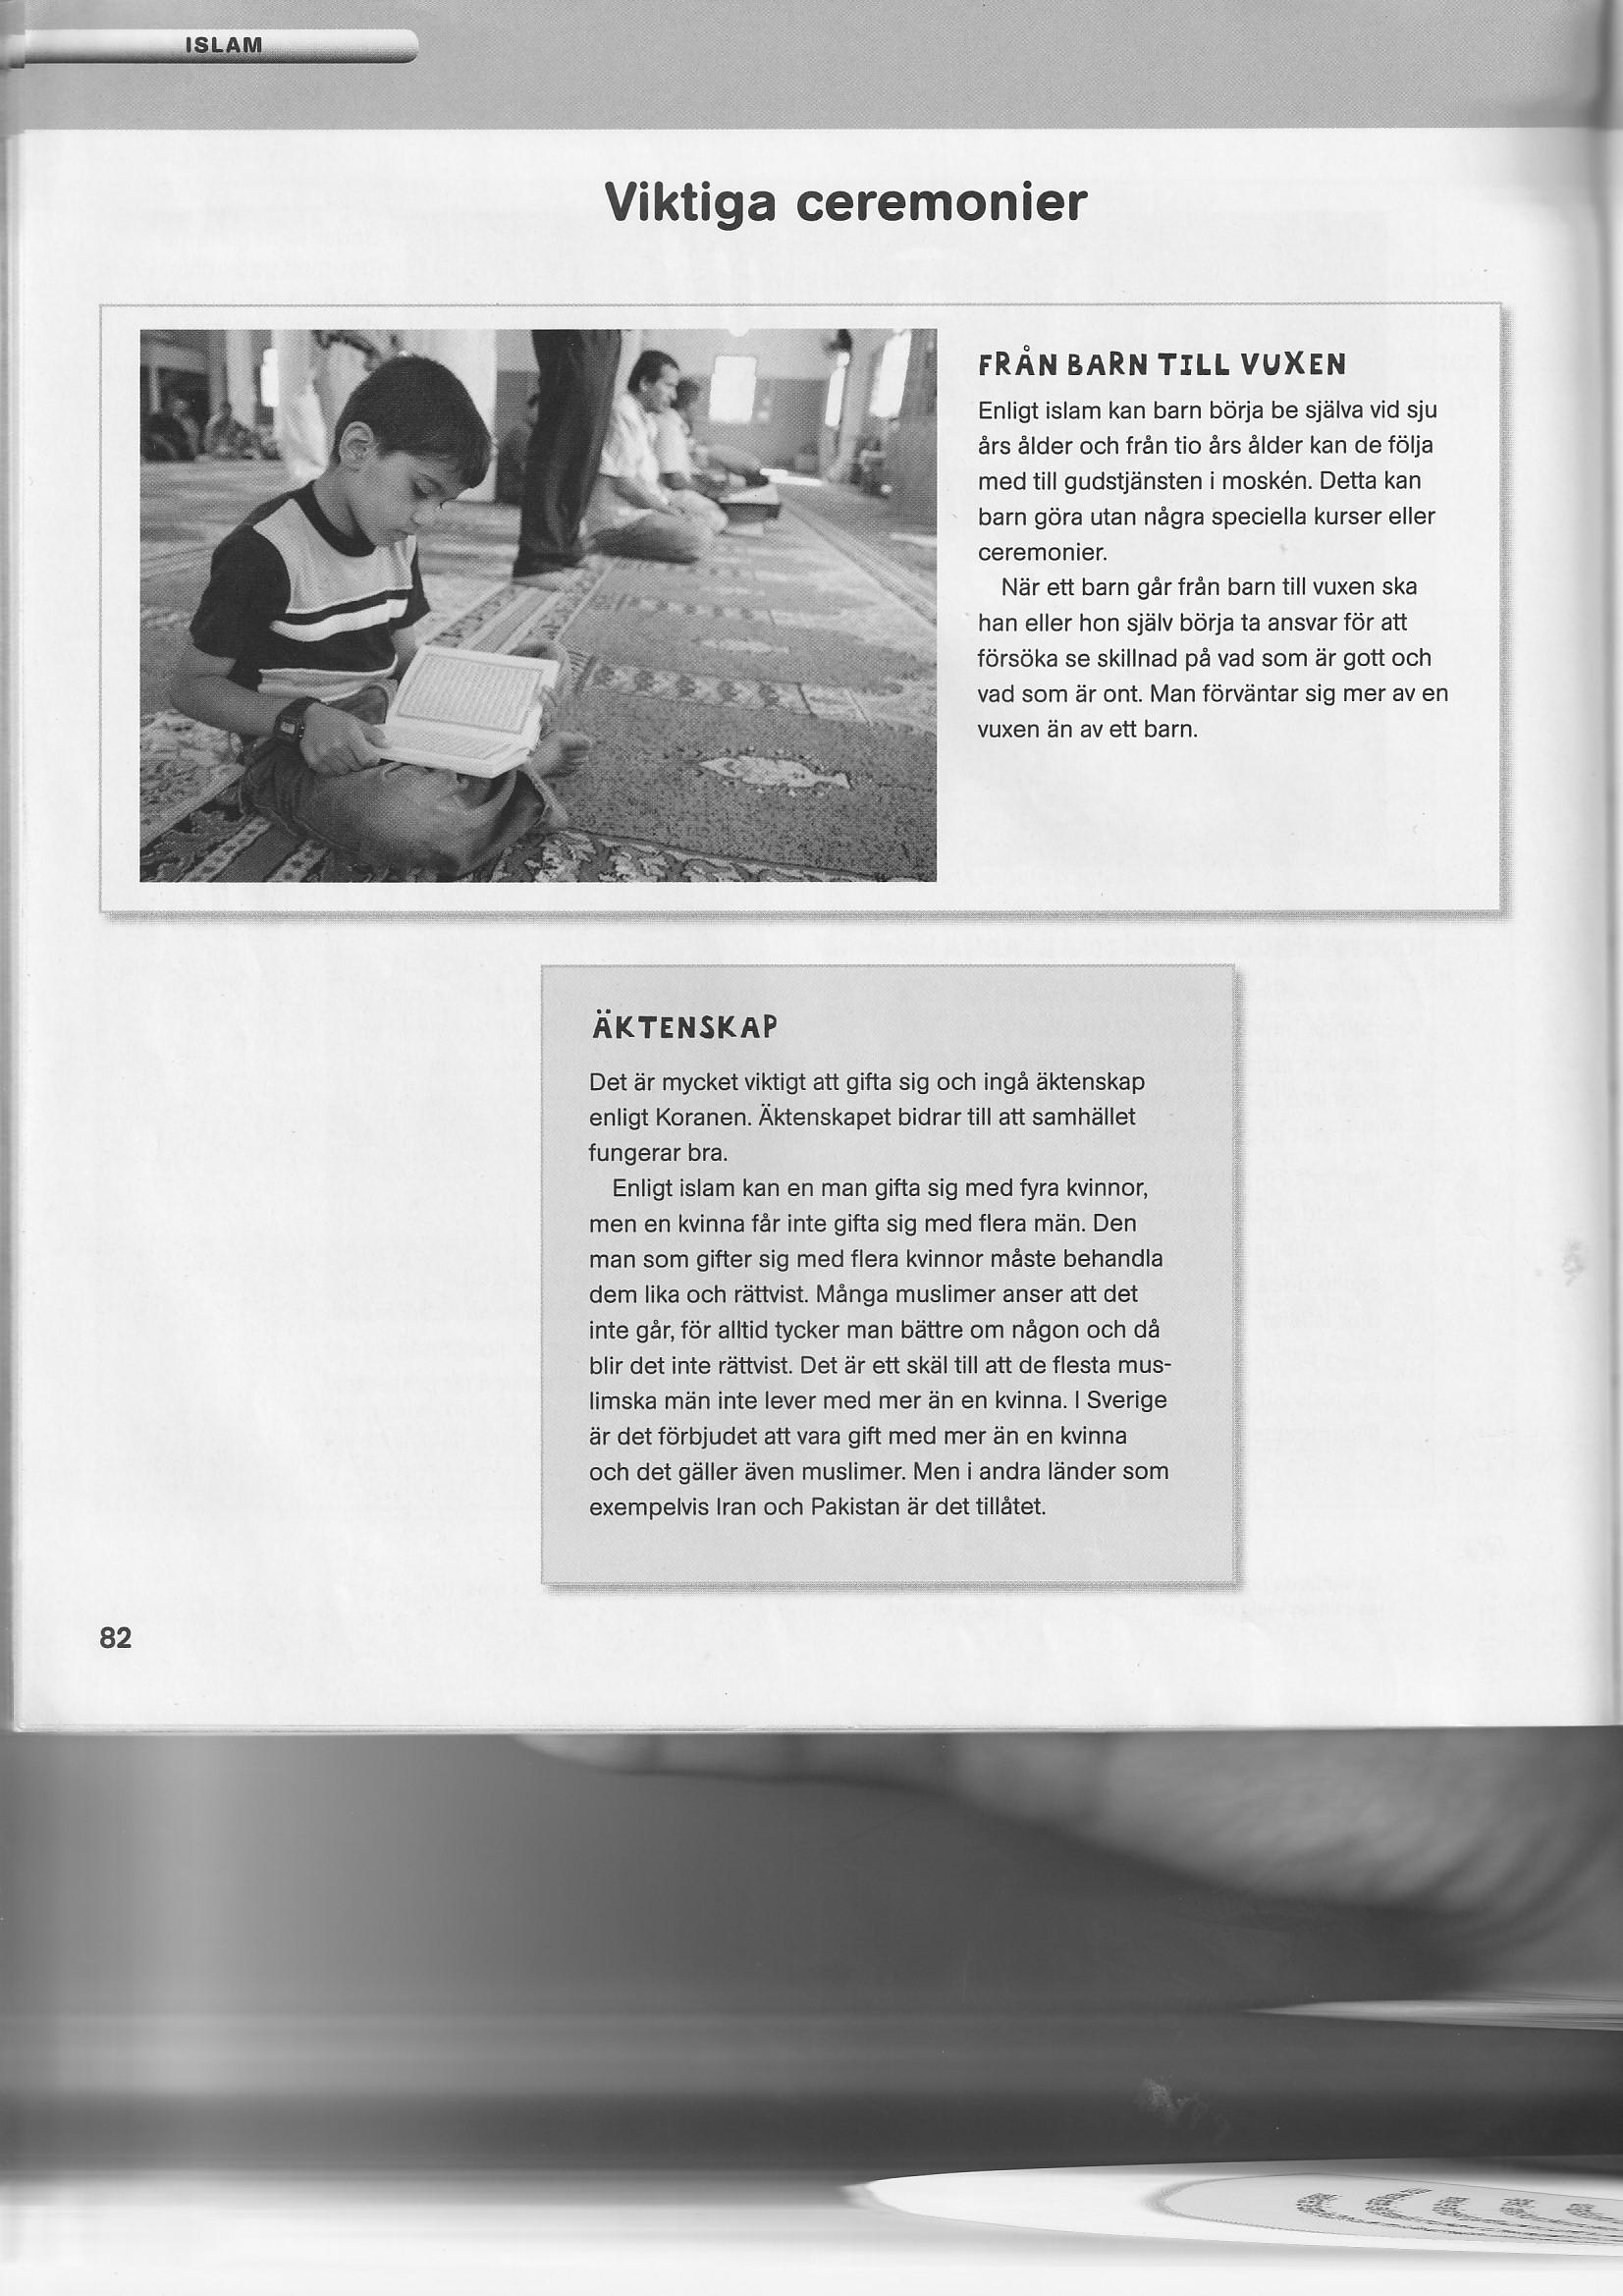 ISLAM
Viktiga ceremonier
FRÅN BARN TILL VUXEN
Enligt islam kan barn börja be själva vid sju
års ålder och från tio års ålder kan de följa
med till gudstjänsten i moskén. Detta kan
barn göra utan några speciella kurser eller
ceremonier.
När ett barn går från barn till vuxen ska
han eller hon själv börja ta ansvar för att
försöka se skillnad på vad som är gott och
vad som är ont. Man förväntar sig mer av en
vuxen än av ett barn.
ÄKTENSKAP
Det är mycket viktigt att gifta sig och ingå äktenskap
enligt Koranen. Äktenskapet bidrar till att samhället
fungerar bra.
Enligt islam kan en man gifta sig med fyra kvinnor,
men en kvinna får inte gifta sig med flera män. Den
man som gifter sig med flera kvinnor måste behandla
dem lika och rättvist. Många muslimer anser att det
inte går, för alltid tycker man bättre om någon och då
blir det inte rättvist. Det är ett skäl till att de flesta mus-
limska män inte lever med mer än en kvinna. I Sverige
är det förbjudet att vara gift med mer än en kvinna
och det gäller även muslimer. Men i andra länder som
exempelvis Iran och Pakistan är det tillåtet.
82